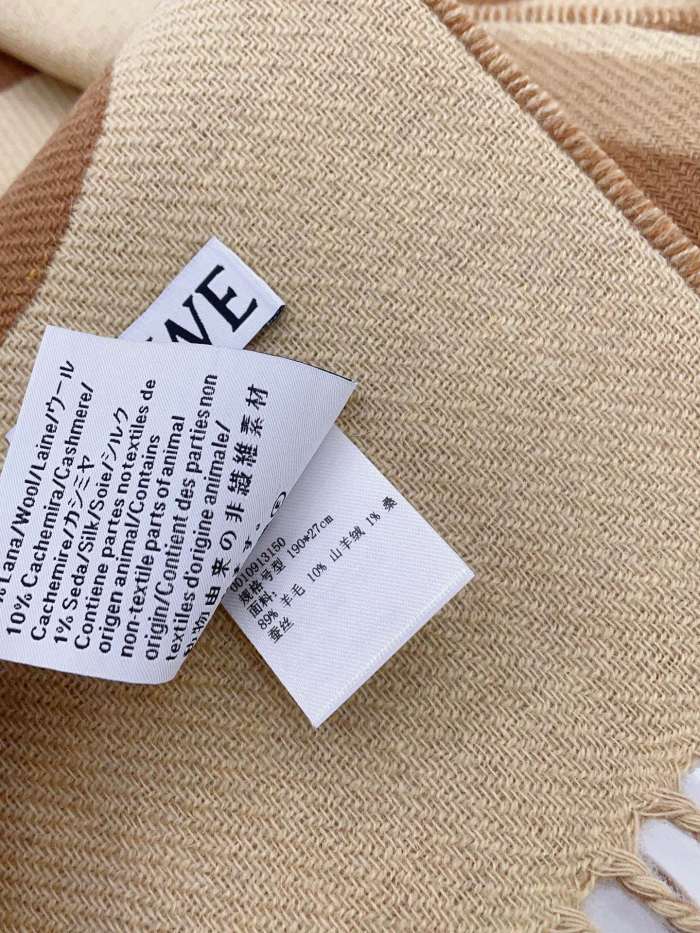 WE
% Lana/Wool/Laine/ウール
10% Cachemira/Cashmere/
Cachemire/カシミヤ
1% Seda/Silk/Soie/シルク
Contiene partes no textiles de
origen animal/Contains
non-textile parts of animal
origin/Contient des parties non
textiles d'origine animale/
物由来の非繊維素材
す。®
0010913150
规格号型 190*27cm
面料:
89% 羊毛 10% 山羊绒 1% 桑
蚕丝